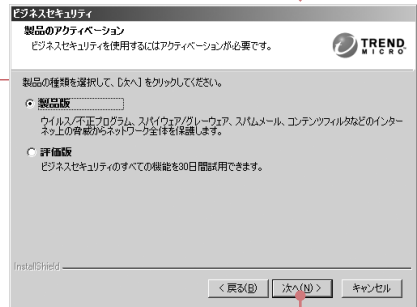 ビジネスセキュリティ
製品のアクティベーション
ビジネスセキュリティを使用するにはアクティベーションが必要です。
TREND
MICRO
製品の種類を選択して、[次へ] をクリックしてください。
製品版
ウイルス/不正プログラム、スパイウェア/グレーウェア、スパムメール、コンテンツフィルタなどのインター
ネット上の脅威からネットワーク全体を保護します。
評価版
ビジネスセキュリティのすべての機能を30日間試用できます。
InstallShield
< 戻る(B) 次へ(N) > キャンセル